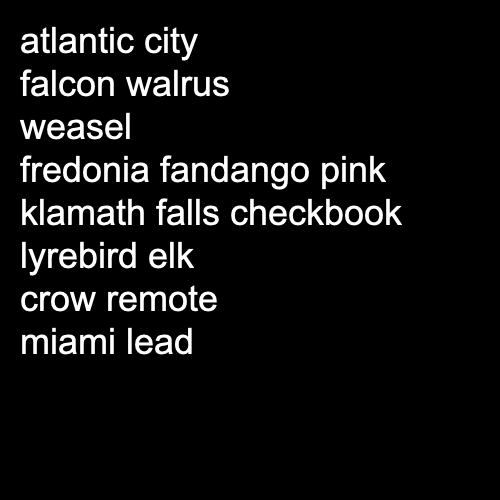 atlantic city
falcon walrus
weasel
fredonia fandango pink
klamath falls checkbook
lyrebird elk
crow remote
miami lead